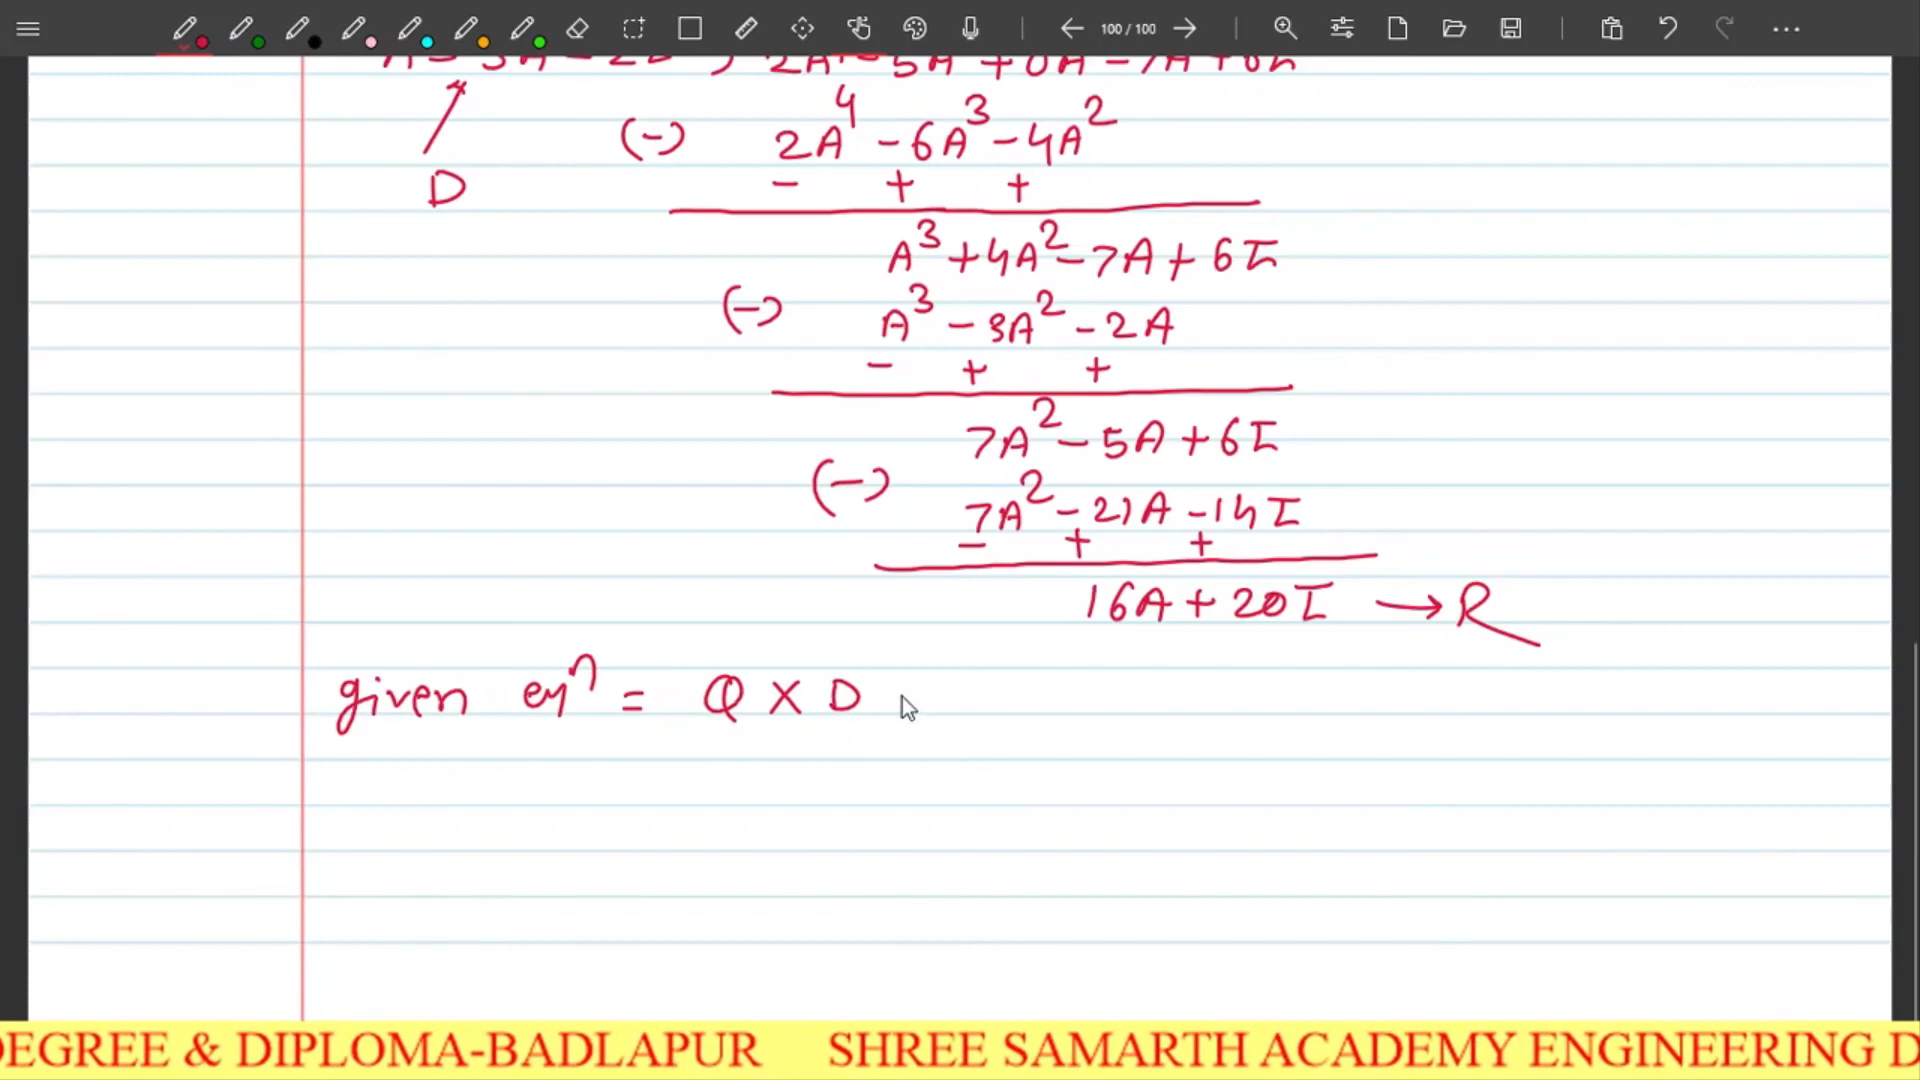 100 / 100
(-) 2A⁴ - 6A³ - 4A²
- + +
D
A³ + 4A² - 7A + 6I
(-) A³ - 3A² - 2A
- + +
7A² - 5A + 6I
(-) 7A² - 21A - 14I
- + +
16A + 20I → R
given eqⁿ = Q X D
DEGREE & DIPLOMA-BADLAPUR SHREE SAMARTH ACADEMY ENGINEERING D